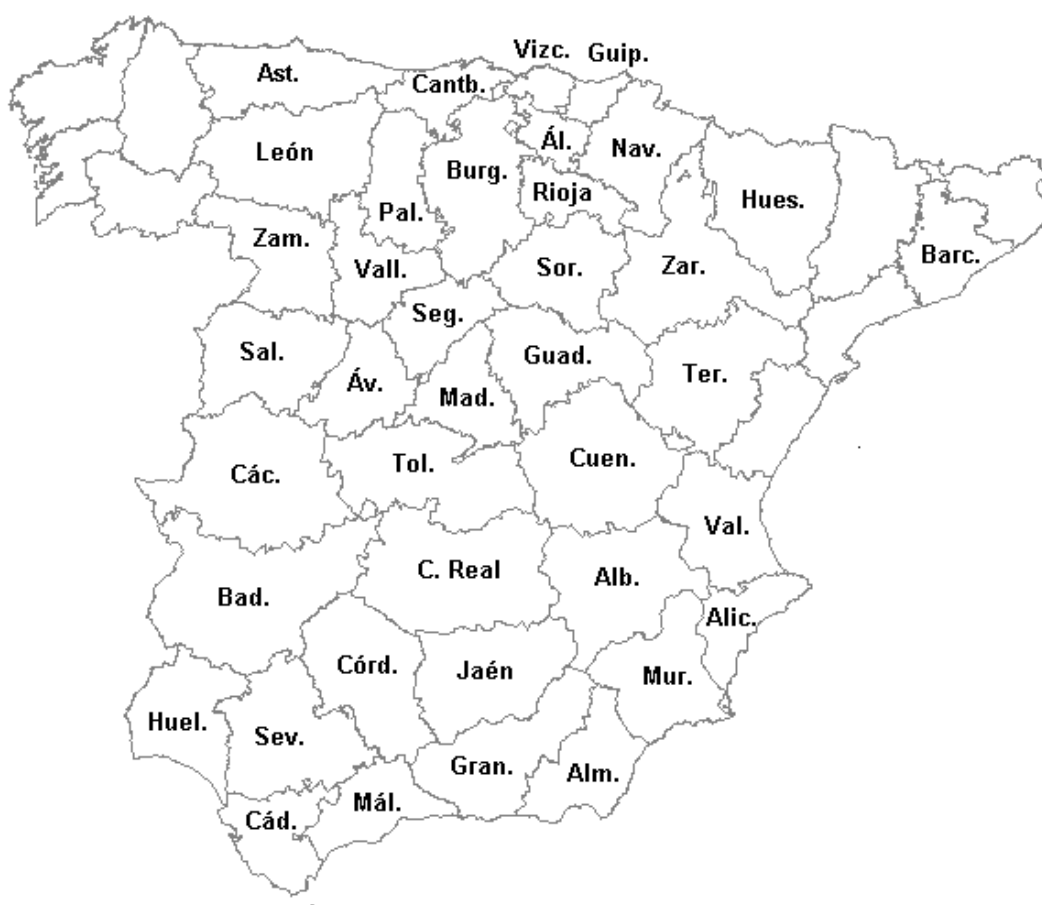 Vizc. Guip.
Ast.
Cantb.
León
Burg.
Ál.
Nav.
Rioja
Hues.
Pal.
Zam.
Vall.
Sor.
Zar.
Barc.
Seg.
Sal.
Áv.
Mad.
Guad.
Ter.
Các.
Tol.
Cuen.
Val.
Bad.
C. Real
Alb.
Alic.
Córd.
Jaén
Mur.
Huel.
Sev.
Gran.
Alm.
Mál.
Cád.